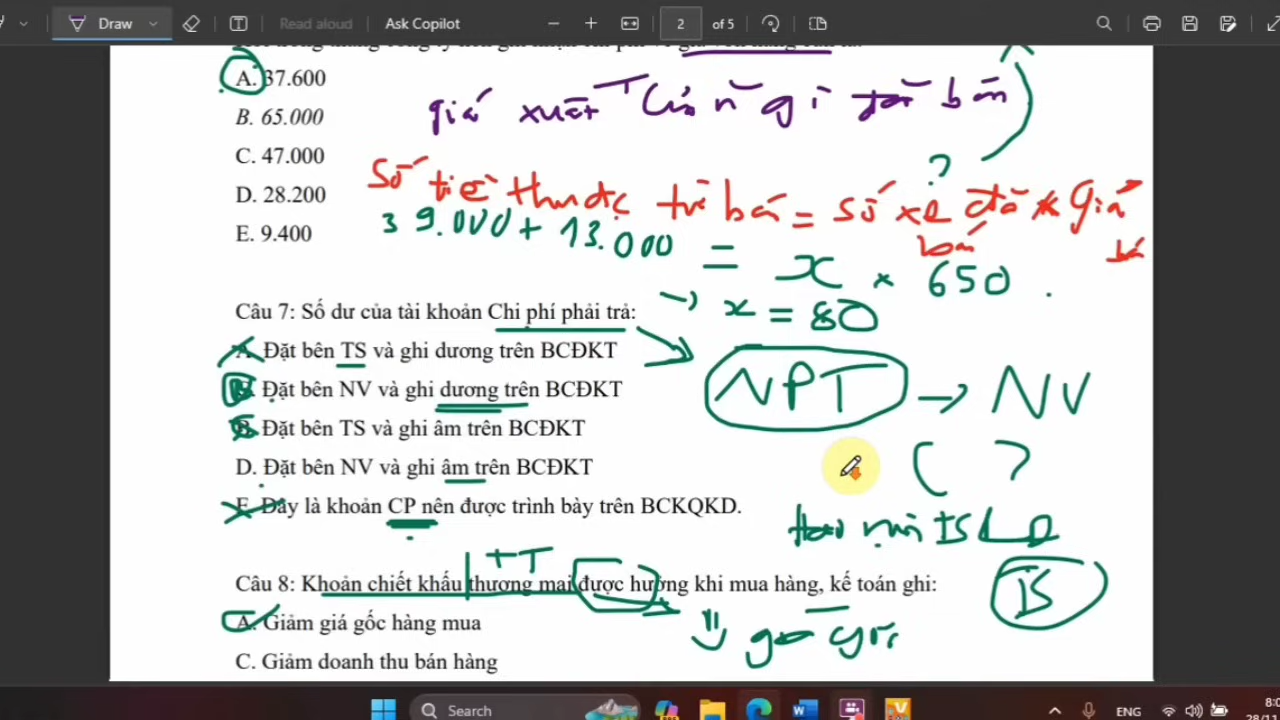 Draw
Read aloud
Ask Copilot
2
of 5
A. 37.600
B. 65.000
giá xuất của n gì bán
C. 47.000
?
D. 28.200
Số tiề thu đc từ bá = số xe đã * Giá
bán
39.000 + 13.000 = x * 650.
E. 9.400
→ x = 80
Câu 7: Số dư của tài khoản Chi phí phải trả:
A. Đặt bên TS và ghi dương trên BCĐKT
NPT → NV
Đặt bên NV và ghi dương trên BCĐKT
B. Đặt bên TS và ghi âm trên BCĐKT
( )
D. Đặt bên NV và ghi âm trên BCĐKT
E. Đây là khoản CP nên được trình bày trên BCKQKD.
TT
Câu 8: Khoản chiết khấu thương mại được hưởng khi mua hàng, kế toán ghi:
A. Giảm giá gốc hàng mua
C. Giảm doanh thu bán hàng
Search
ENG